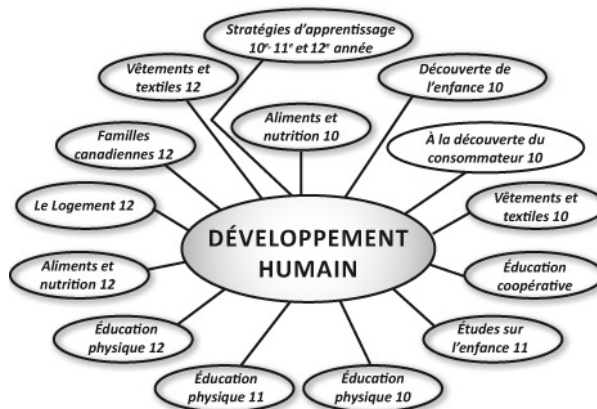 Stratégies d'apprentissage
10e, 11e et 12e année
Vêtements et
textiles 12
Découverte de
l'enfance 10
Aliments et
nutrition 10
Familles
canadiennes 12
À la découverte du
consommateur 10
Le Logement 12
Vêtements et
textiles 10
DÉVELOPPEMENT
HUMAIN
Aliments et
nutrition 12
Éducation
coopérative
Éducation
physique 12
Études sur
l'enfance 11
Éducation
physique 11
Éducation
physique 10